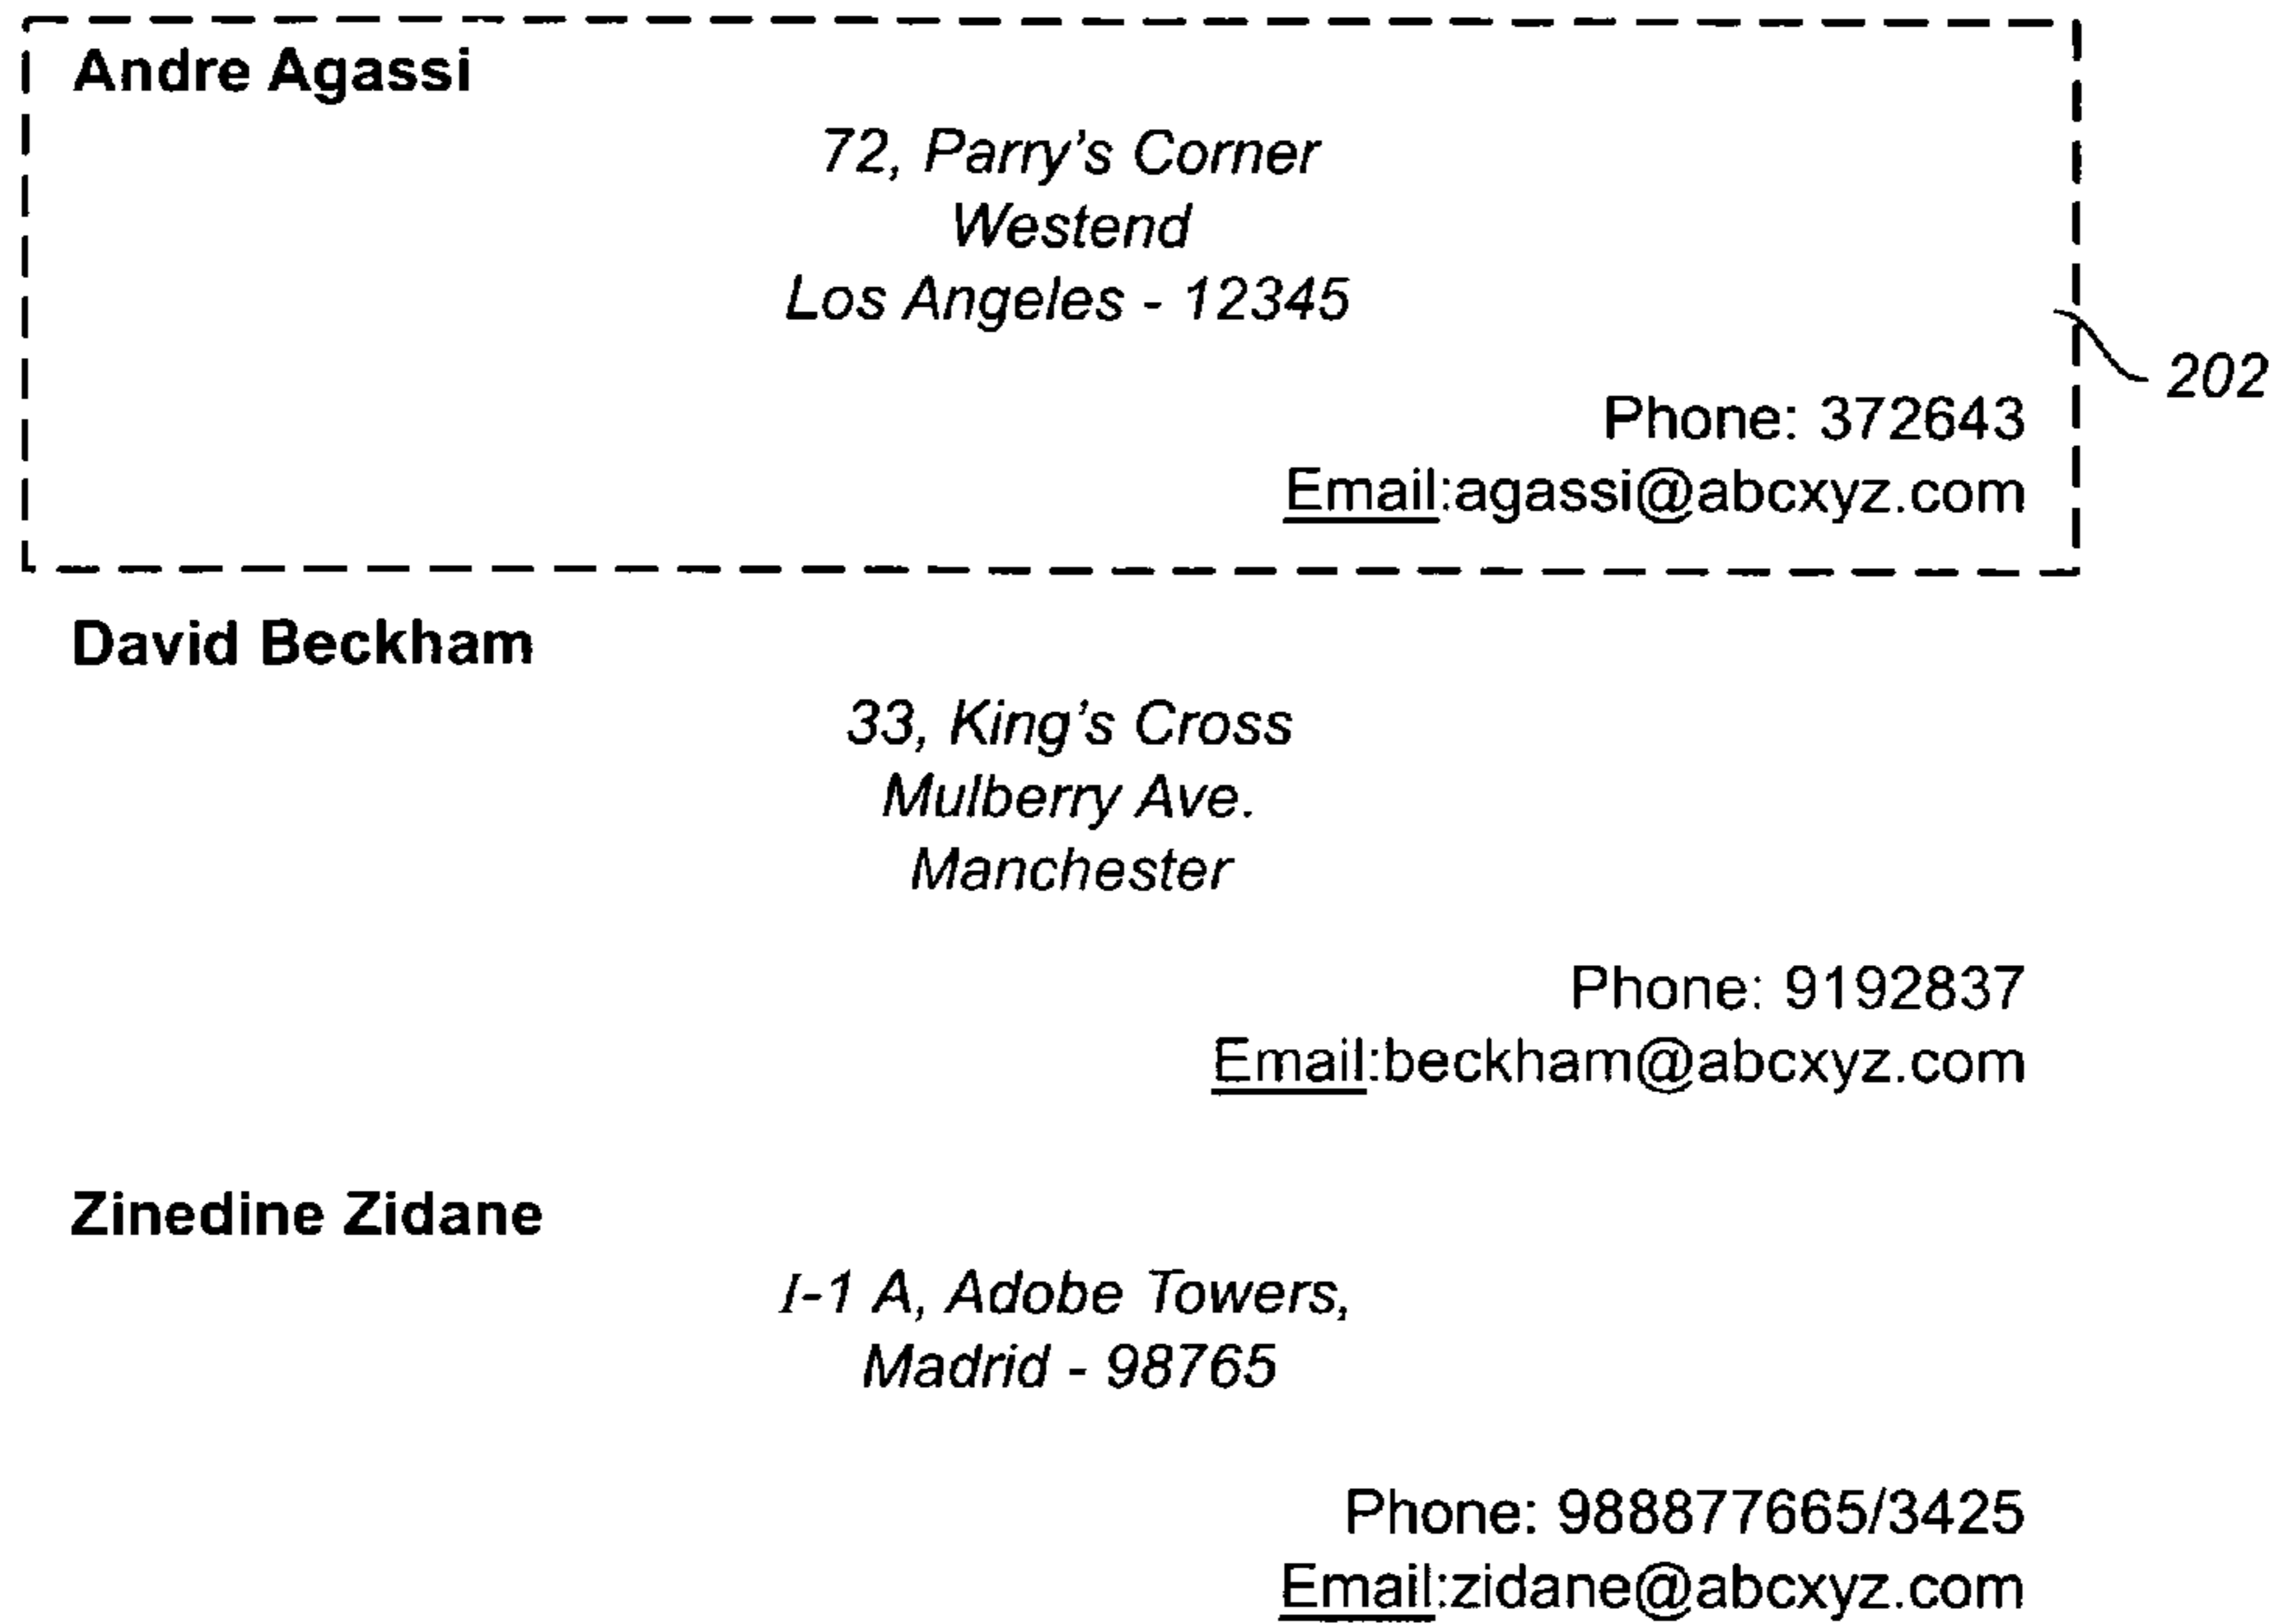 Andre Agassi
72, Parry's Corner
Westend
Los Angeles - 12345
202
Phone: 372643
Email:agassi@abcxyz.com
David Beckham
33, King's Cross
Mulberry Ave.
Manchester
Phone: 9192837
Email:beckham@abcxyz.com
Zinedine Zidane
I-1 A, Adobe Towers,
Madrid - 98765
Phone: 988877665/3425
Email:zidane@abcxyz.com